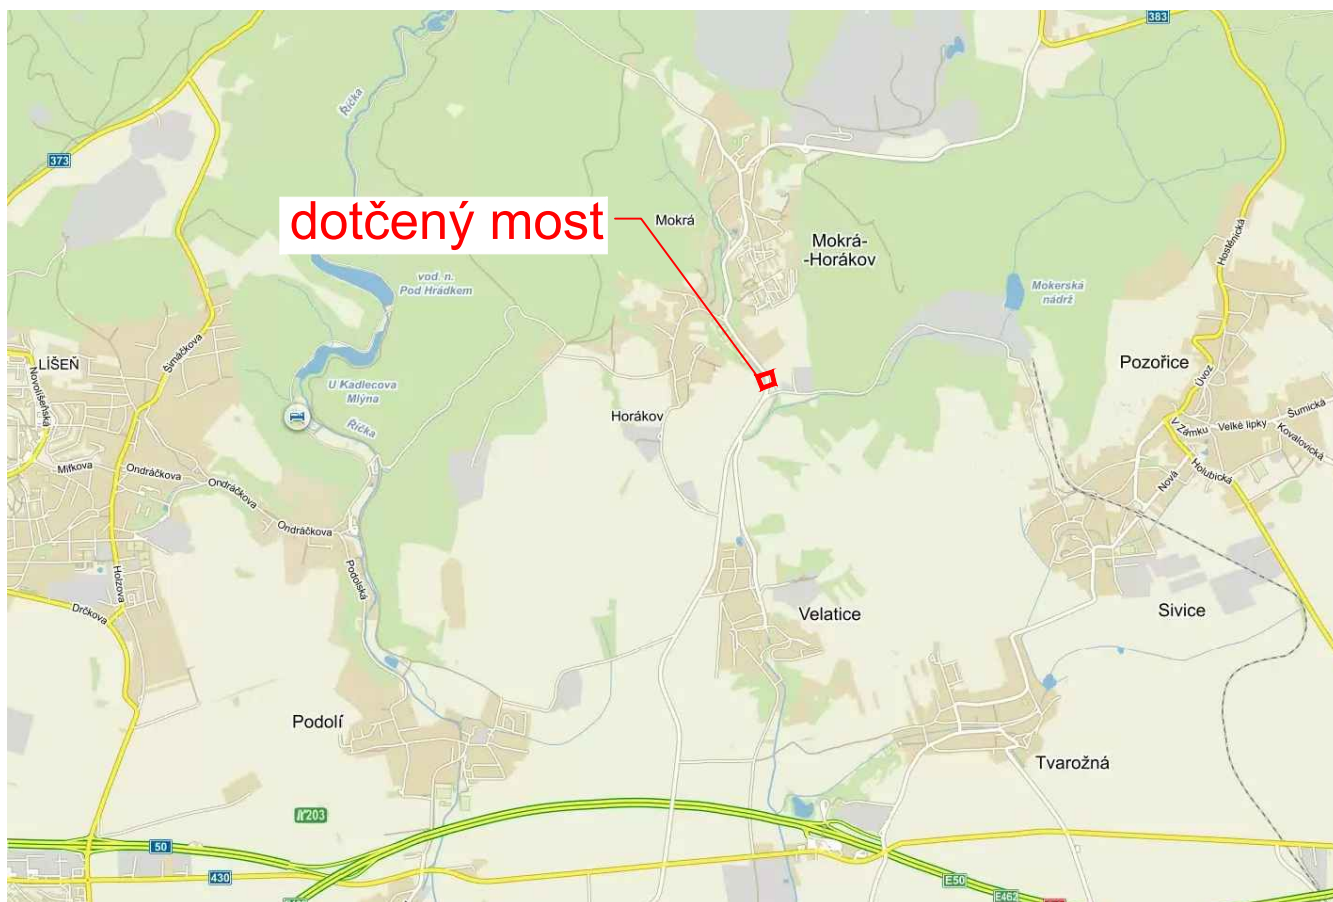 383
Říčka
373
dotčený most
Mokrá
Mokrá-
-Horákov
Hostěnická
vod. n.
Pod Hrádkem
Mokerská
nádrž
Šimáčkova
LÍŠEŇ
Novolíšeňská
U Kadlecova
Mlýna
Říčka
Pozořice
Úvoz
Horákov
V Zámku
Velké lipky
Šumická
Kovalovická
Holubická
Nová
Mifkova
Ondráčkova
Ondráčkova
Ondráčkova
Podolská
Holzova
Drčkova
Velatice
Sivice
Podolí
Tvarožná
203
50
430
E50
E462